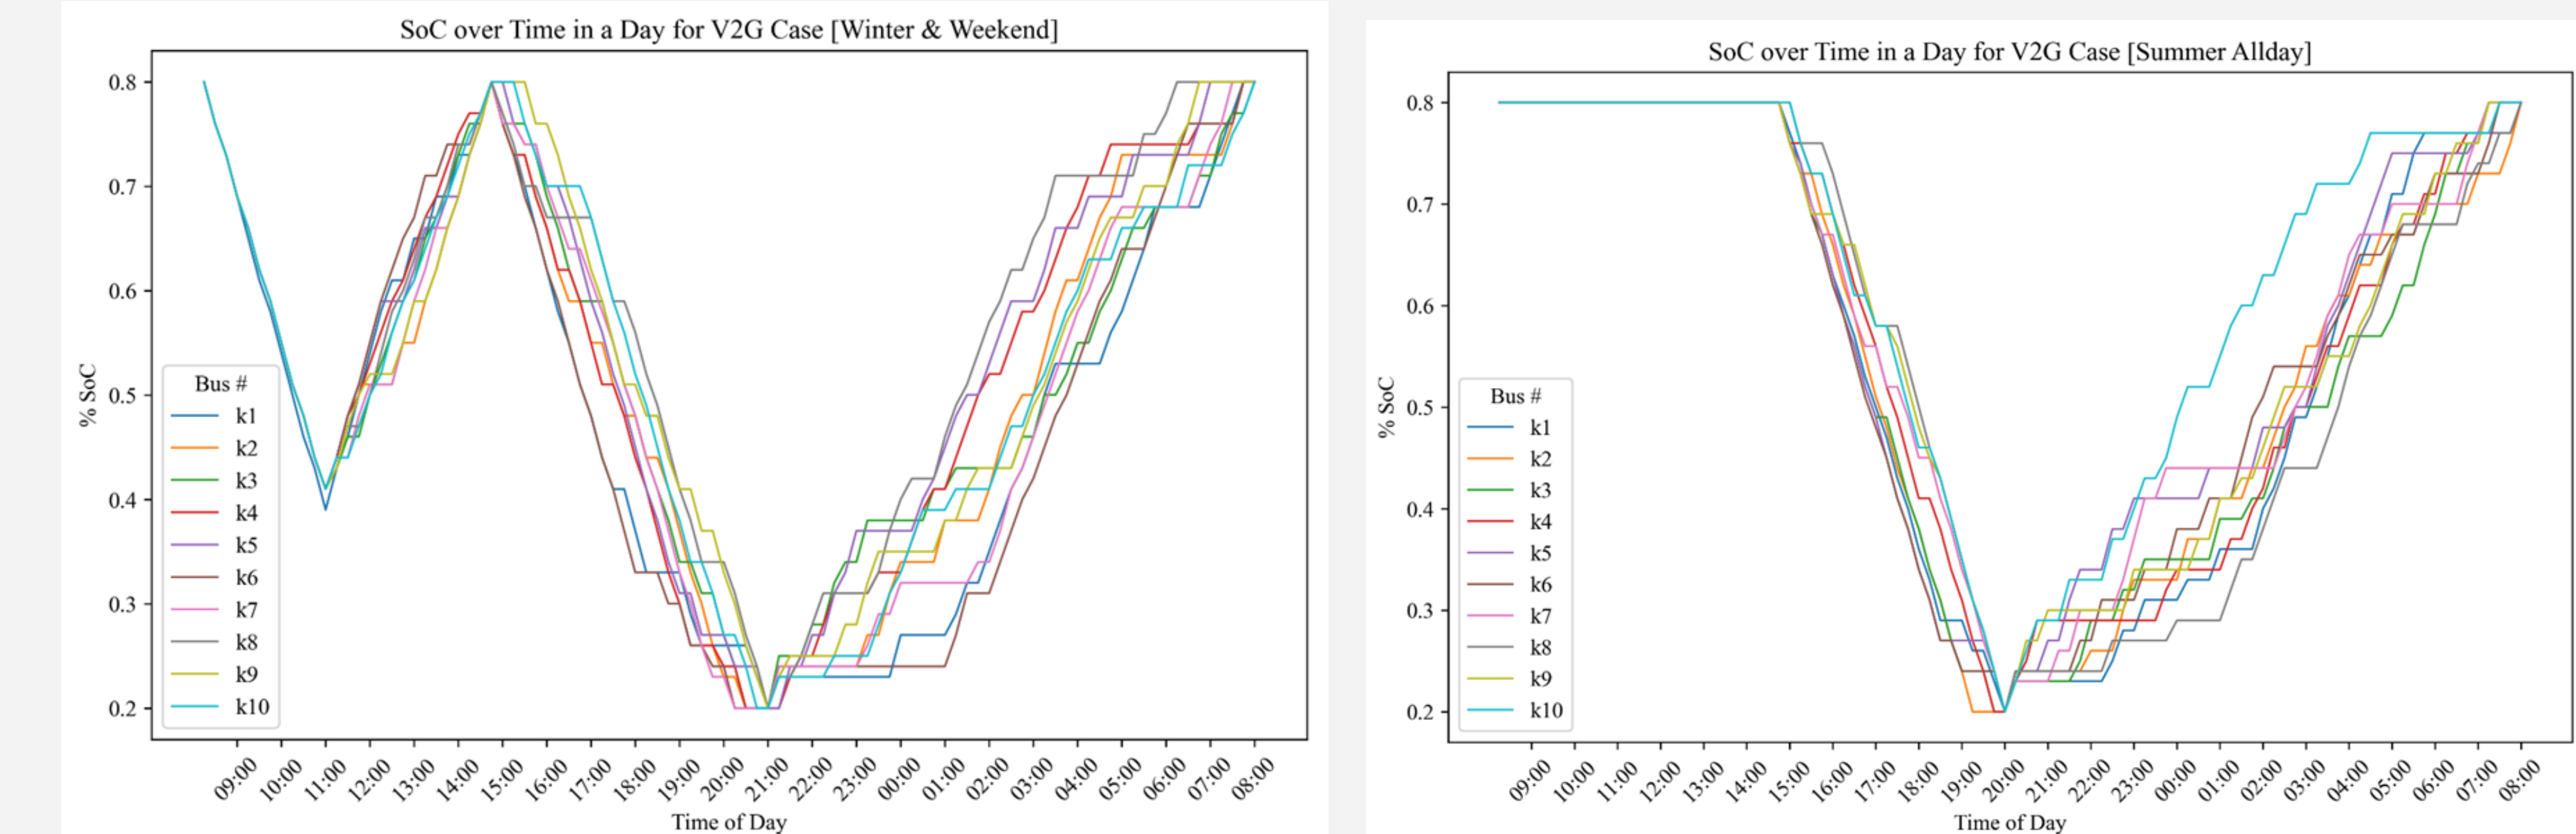 SoC over Time in a Day for V2G Case [Winter & Weekend]
0.8
0.7
0.6
0.5
0.4
0.3
0.2
% SoC
Bus #
k1
k2
k3
k4
k5
k6
k7
k8
k9
k10
09:00 10:00 11:00 12:00 13:00 14:00 15:00 16:00 17:00 18:00 19:00 20:00 21:00 22:00 23:00 00:00 01:00 02:00 03:00 04:00 05:00 06:00 07:00 08:00
Time of Day
SoC over Time in a Day for V2G Case [Summer Allday]
0.8
0.7
0.6
0.5
0.4
0.3
0.2
% SoC
Bus #
k1
k2
k3
k4
k5
k6
k7
k8
k9
k10
09:00 10:00 11:00 12:00 13:00 14:00 15:00 16:00 17:00 18:00 19:00 20:00 21:00 22:00 23:00 00:00 01:00 02:00 03:00 04:00 05:00 06:00 07:00 08:00
Time of Day